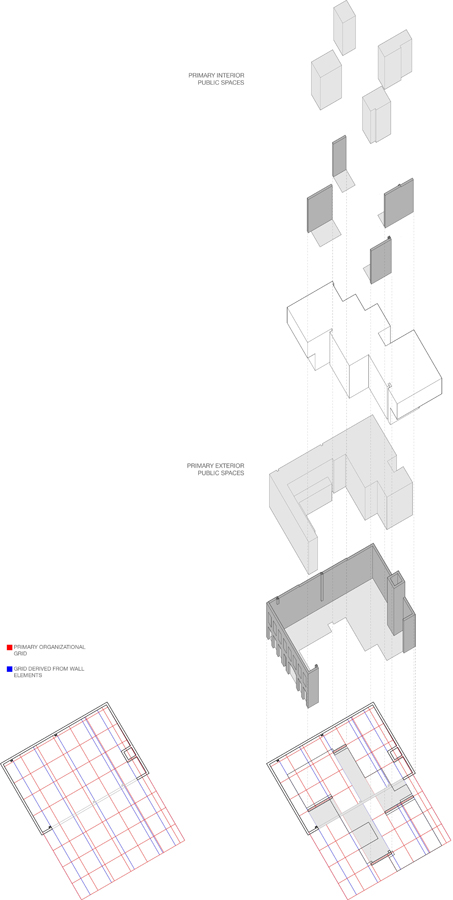 PRIMARY INTERIOR
PUBLIC SPACES
PRIMARY EXTERIOR
PUBLIC SPACES
PRIMARY ORGANIZATIONAL
GRID
GRID DERIVED FROM WALL
ELEMENTS